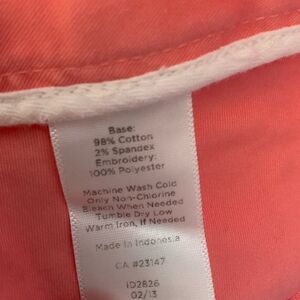 Base:
98% Cotton
2% Spandex
Embroidery:
100% Polyester
Machine Wash Cold
Only Non-Chlorine
Bleach When Needed
Tumble Dry Low
Warm Iron, If Needed
Made in Indonesia
CA #23147
ID2826
02/13